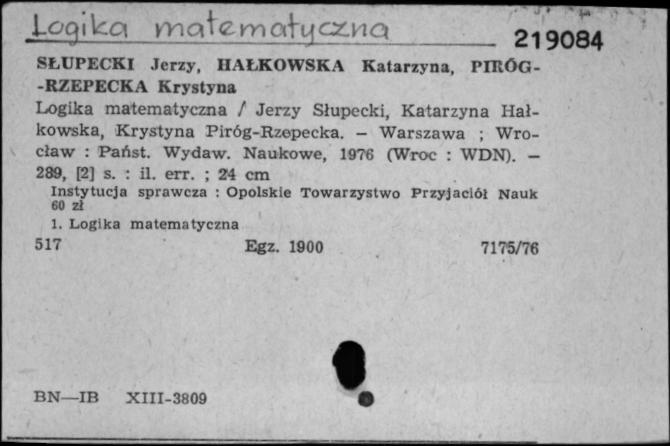 Logika matematyczna
219084
SŁUPECKI Jerzy, HAŁKOWSKA Katarzyna, PIRÓG-
-RZEPECKA Krystyna
Logika matematyczna / Jerzy Słupecki, Katarzyna Hał-
kowska, Krystyna Piróg-Rzepecka. — Warszawa ; Wro-
cław : Państ. Wydaw. Naukowe, 1976 (Wroc : WDN). —
289, [2] s. : il. err. ; 24 cm
Instytucja sprawcza : Opolskie Towarzystwo Przyjaciół Nauk
60 zł
1. Logika matematyczna
517 Egz. 1900 7175/76
BN—IB XIII-3809